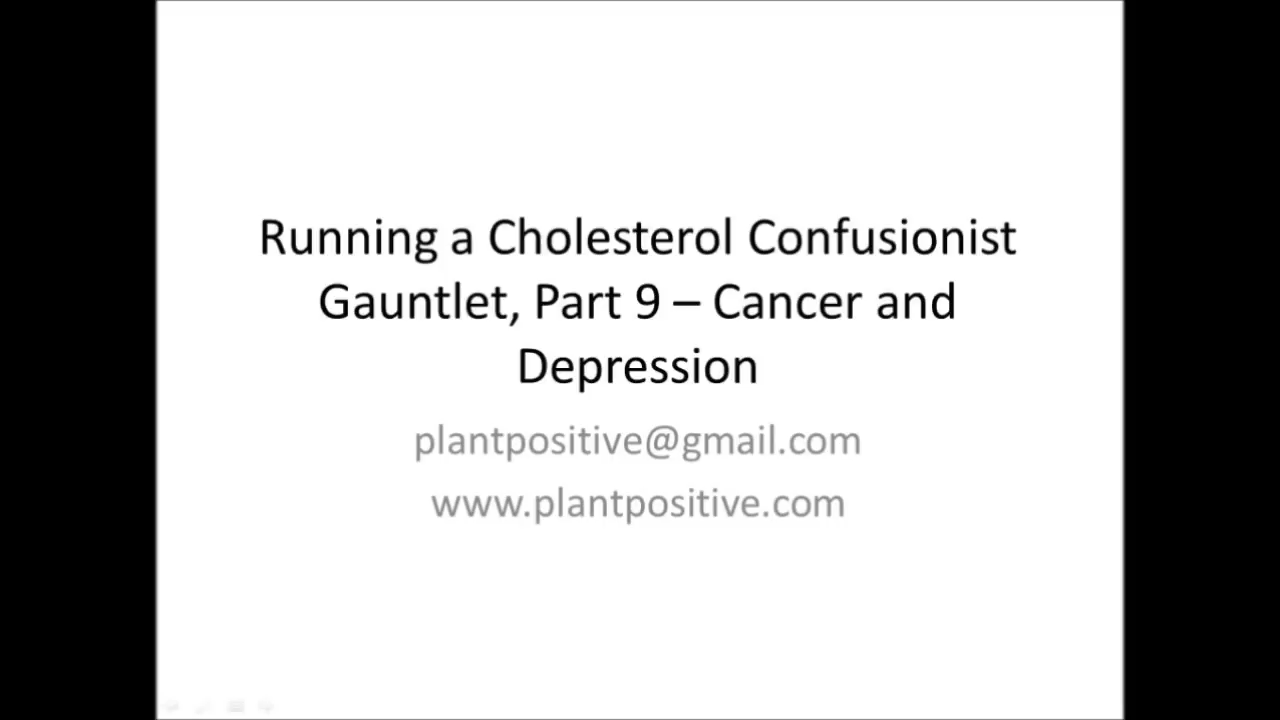 Running a Cholesterol Confusionist
Gauntlet, Part 9 – Cancer and
Depression
plantpositive@gmail.com
www.plantpositive.com